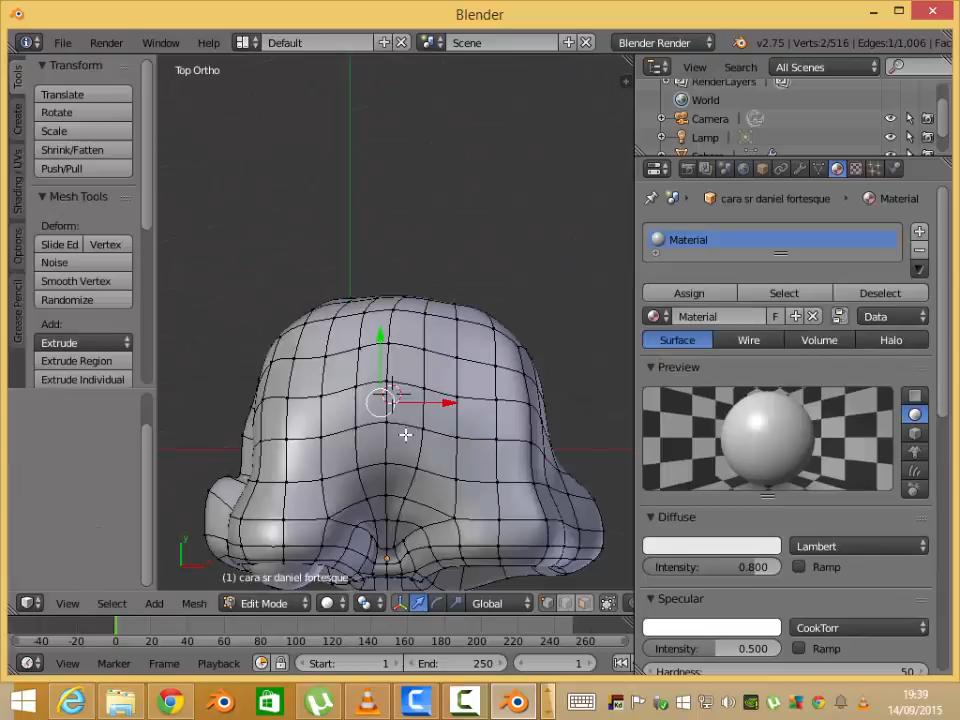 Blender
File Render Window Help Default Scene Blender Render v2.75 | Verts:2/516 | Edges:1/1,006 | Fac
Tools
Create
Shading / UVs
Options
Grease Pencil
Transform
Translate
Rotate
Scale
Shrink/Fatten
Push/Pull
Mesh Tools
Deform:
Slide Ed Vertex
Noise
Smooth Vertex
Randomize
Add:
Extrude
Extrude Region
Extrude Individual
Top Ortho
y
(1) cara sr daniel fortesque
View Select Add Mesh Edit Mode Global
-40 -20 0 20 40 60 80 100 120 140 160 180 200 220 240 260
View Marker Frame Playback Start: 1 End: 250 1
View Search All Scenes
RenderLayers
World
Camera
Lamp
cara sr daniel fortesque Material
Material
Assign Select Deselect
Material F Data
Surface Wire Volume Halo
Preview
Diffuse
Lambert
Intensity: 0.800 Ramp
Specular
CookTorr
Intensity: 0.500 Ramp
Hardness: 50
19:39
14/09/2015